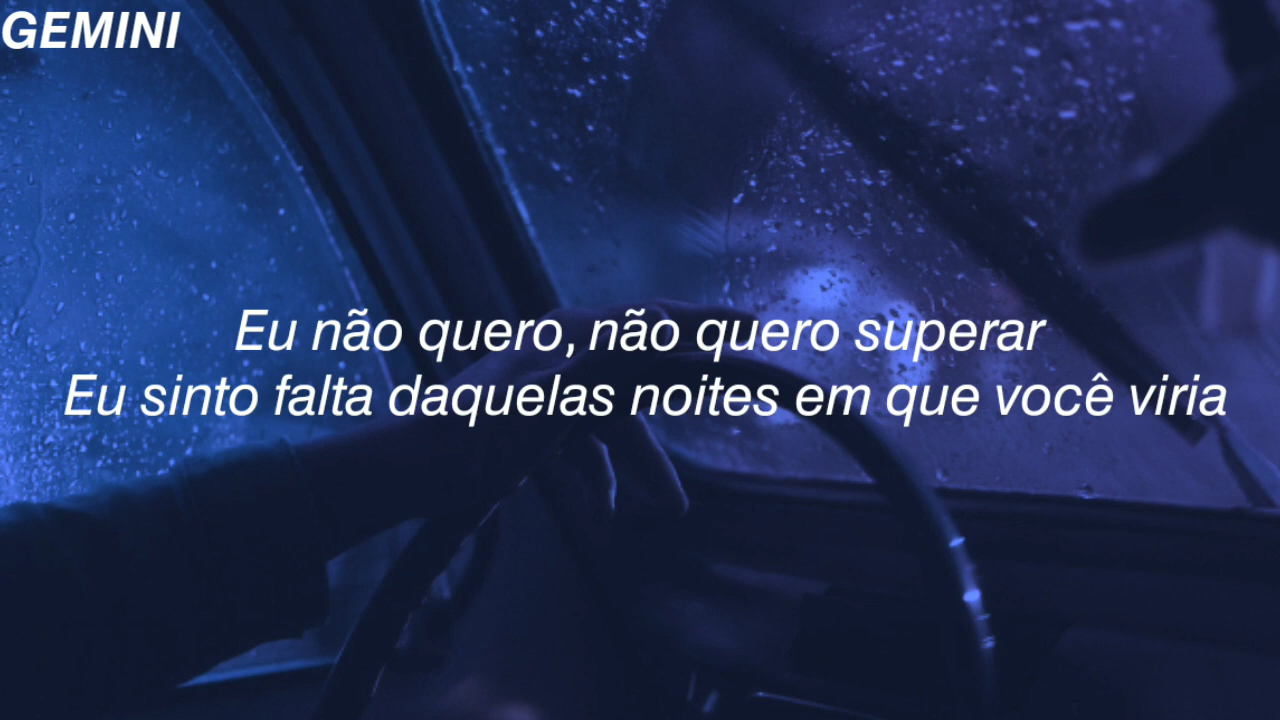 GEMINI
Eu não quero, não quero superar
Eu sinto falta daquelas noites em que você viria